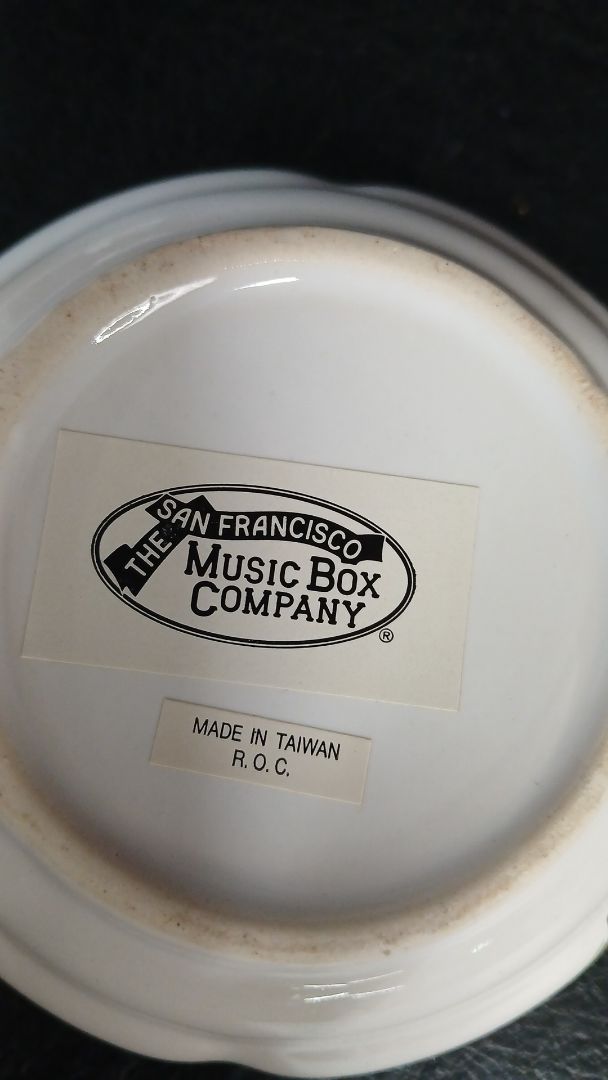 THE SAN FRANCISCO
MUSIC BOX
COMPANY
®
MADE IN TAIWAN
R.O.C.